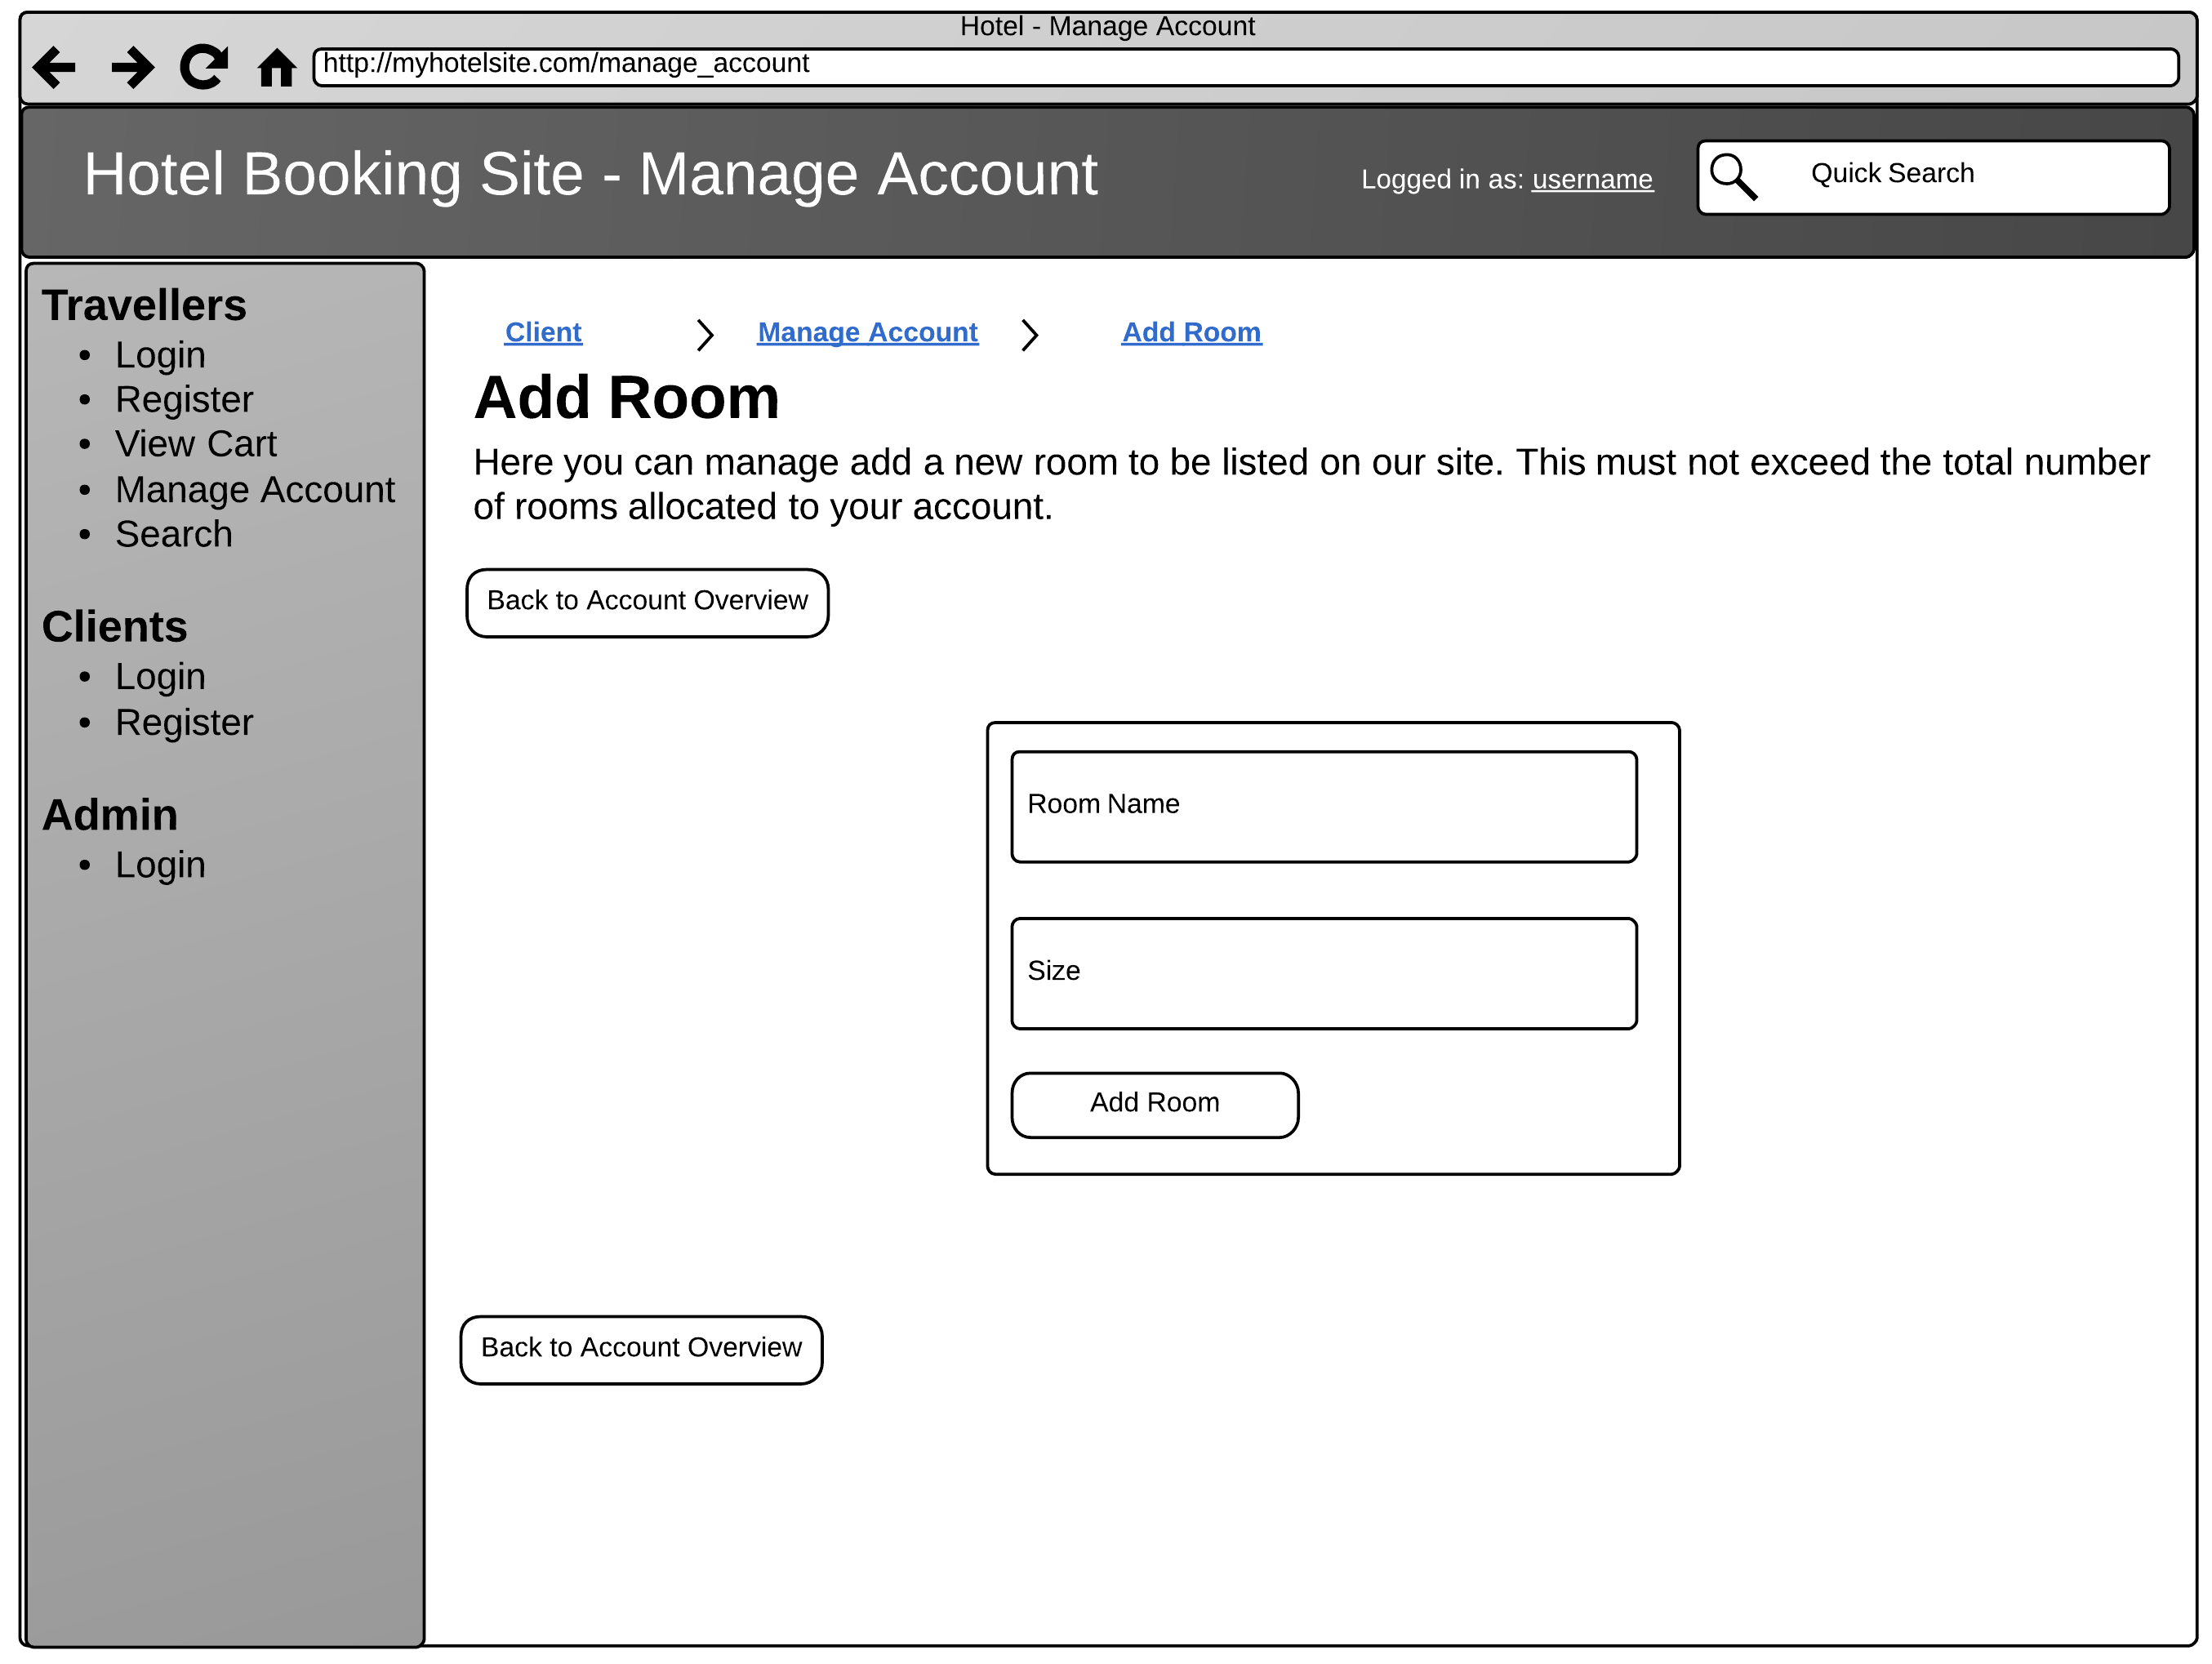 Hotel - Manage Account
http://myhotelsite.com/manage_account
Hotel Booking Site - Manage Account
Logged in as: username
Quick Search
Travellers
• Login
• Register
• View Cart
• Manage Account
• Search
Clients
• Login
• Register
Admin
• Login
Client > Manage Account > Add Room
Add Room
Here you can manage add a new room to be listed on our site. This must not exceed the total number
of rooms allocated to your account.
Back to Account Overview
Room Name
Size
Add Room
Back to Account Overview